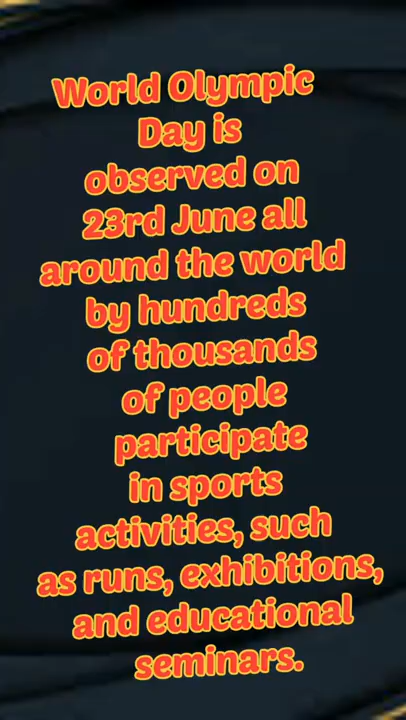 World Olympic
Day is
observed on
23rd June all
around the world
by hundreds
of thousands
of people
participate
in sports
activities, such
as runs, exhibitions,
and educational
seminars.